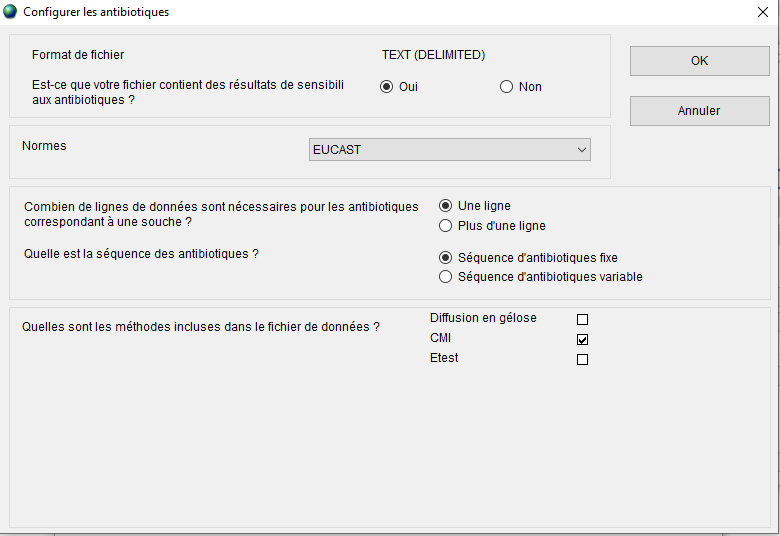 Configurer les antibiotiques
Format de fichier
TEXT (DELIMITED)
OK
Est-ce que votre fichier contient des résultats de sensibili
aux antibiotiques ?
Oui
Non
Annuler
Normes
EUCAST
Combien de lignes de données sont nécessaires pour les antibiotiques
correspondant à une souche ?
Une ligne
Plus d'une ligne
Quelle est la séquence des antibiotiques ?
Séquence d'antibiotiques fixe
Séquence d'antibiotiques variable
Quelles sont les méthodes incluses dans le fichier de données ?
Diffusion en gélose
CMI
Etest